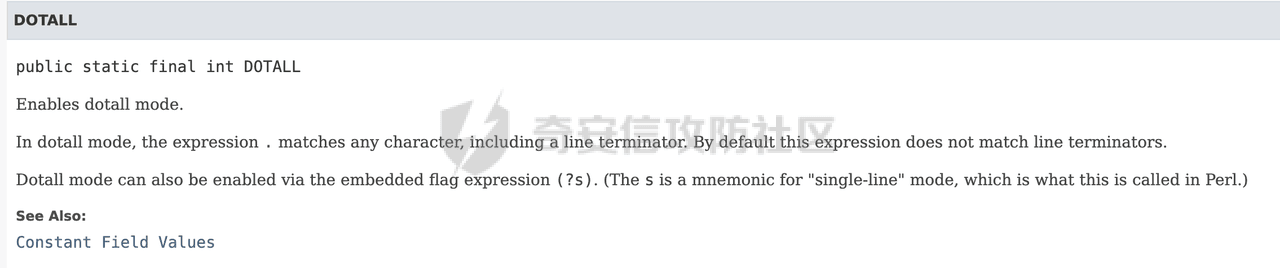 DOTALL
public static final int DOTALL
Enables dotall mode.
In dotall mode, the expression . matches any character, including a line terminator. By default this expression does not match line terminators.
Dotall mode can also be enabled via the embedded flag expression (?s). (The s is a mnemonic for "single-line" mode, which is what this is called in Perl.)
See Also:
Constant Field Values
奇安信攻防社区